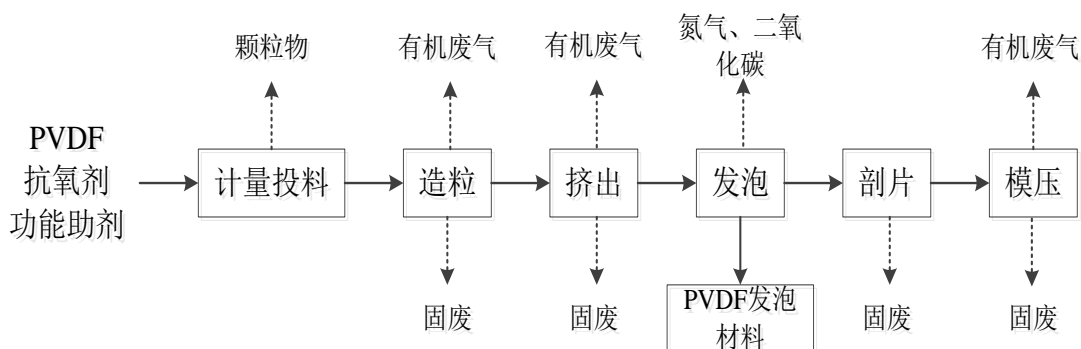 颗粒物
有机废气
有机废气
氮气、二氧
化碳
有机废气
PVDF
抗氧剂
功能助剂
计量投料
造粒
挤出
发泡
剖片
模压
固废
固废
PVDF发泡
材料
固废
固废